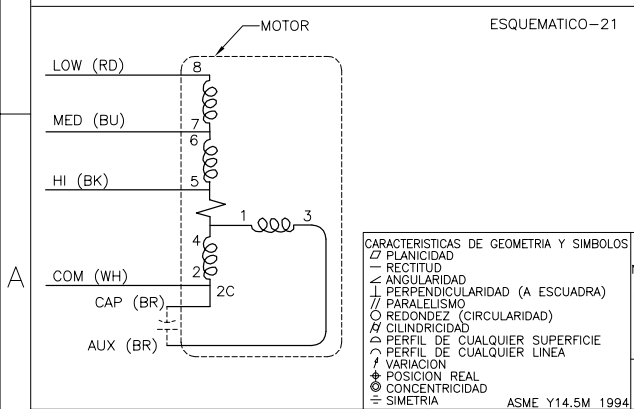 MOTOR
ESQUEMATICO-21
LOW (RD)
8
MED (BU)
7
6
HI (BK)
5
1
3
4
COM (WH)
2
2C
CAP (BR)
AUX (BR)
A
CARACTERISTICAS DE GEOMETRIA Y SIMBOLOS
PLANICIDAD
RECTITUD
ANGULARIDAD
PERPENDICULARIDAD (A ESCUADRA)
PARALELISMO
REDONDEZ (CIRCULARIDAD)
CILINDRICIDAD
PERFIL DE CUALQUIER SUPERFICIE
PERFIL DE CUALQUIER LINEA
VARIACION
POSICION REAL
CONCENTRICIDAD
SIMETRIA
ASME Y14.5M 1994